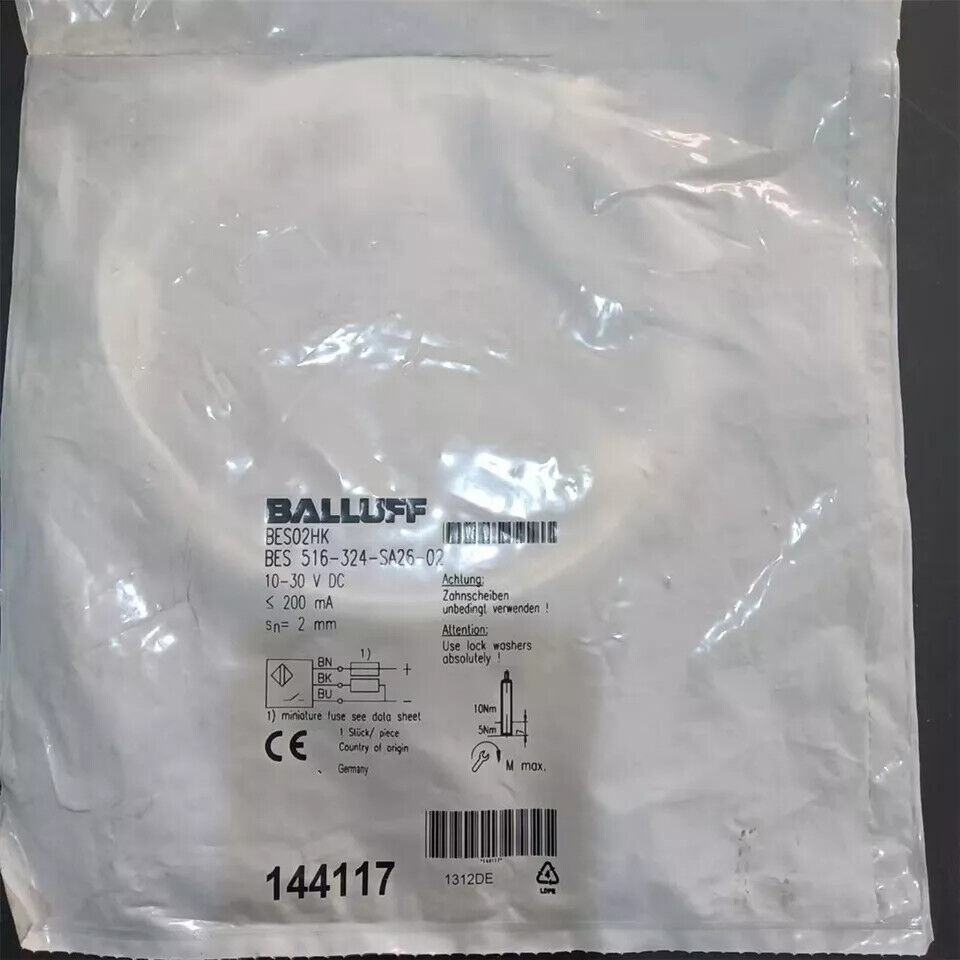 BALLUFF
BES02HK
BES 516-324-SA26-02
10-30 V DC
≤ 200 mA
sn= 2 mm
Achtung:
Zahnscheiben
unbedingt verwenden !
Attention:
Use lock washers
absolutely !
1)
BN
+
BK
BU
-
1) miniature fuse see data sheet
10Nm
5Nm
7
CE
1 Stück/ piece
Country of origin
Germany
M max.
*144117*
144117
1312DE
4
LDPE